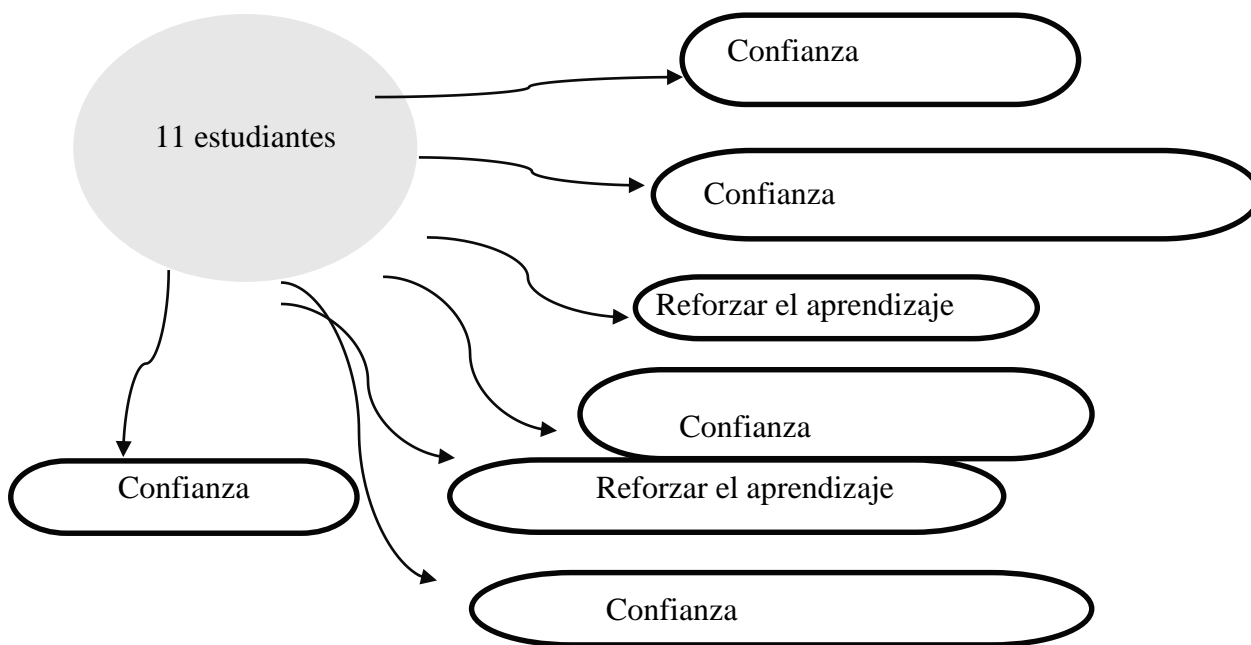 Confianza
11 estudiantes
Confianza
Reforzar el aprendizaje
Confianza
Confianza
Reforzar el aprendizaje
Confianza